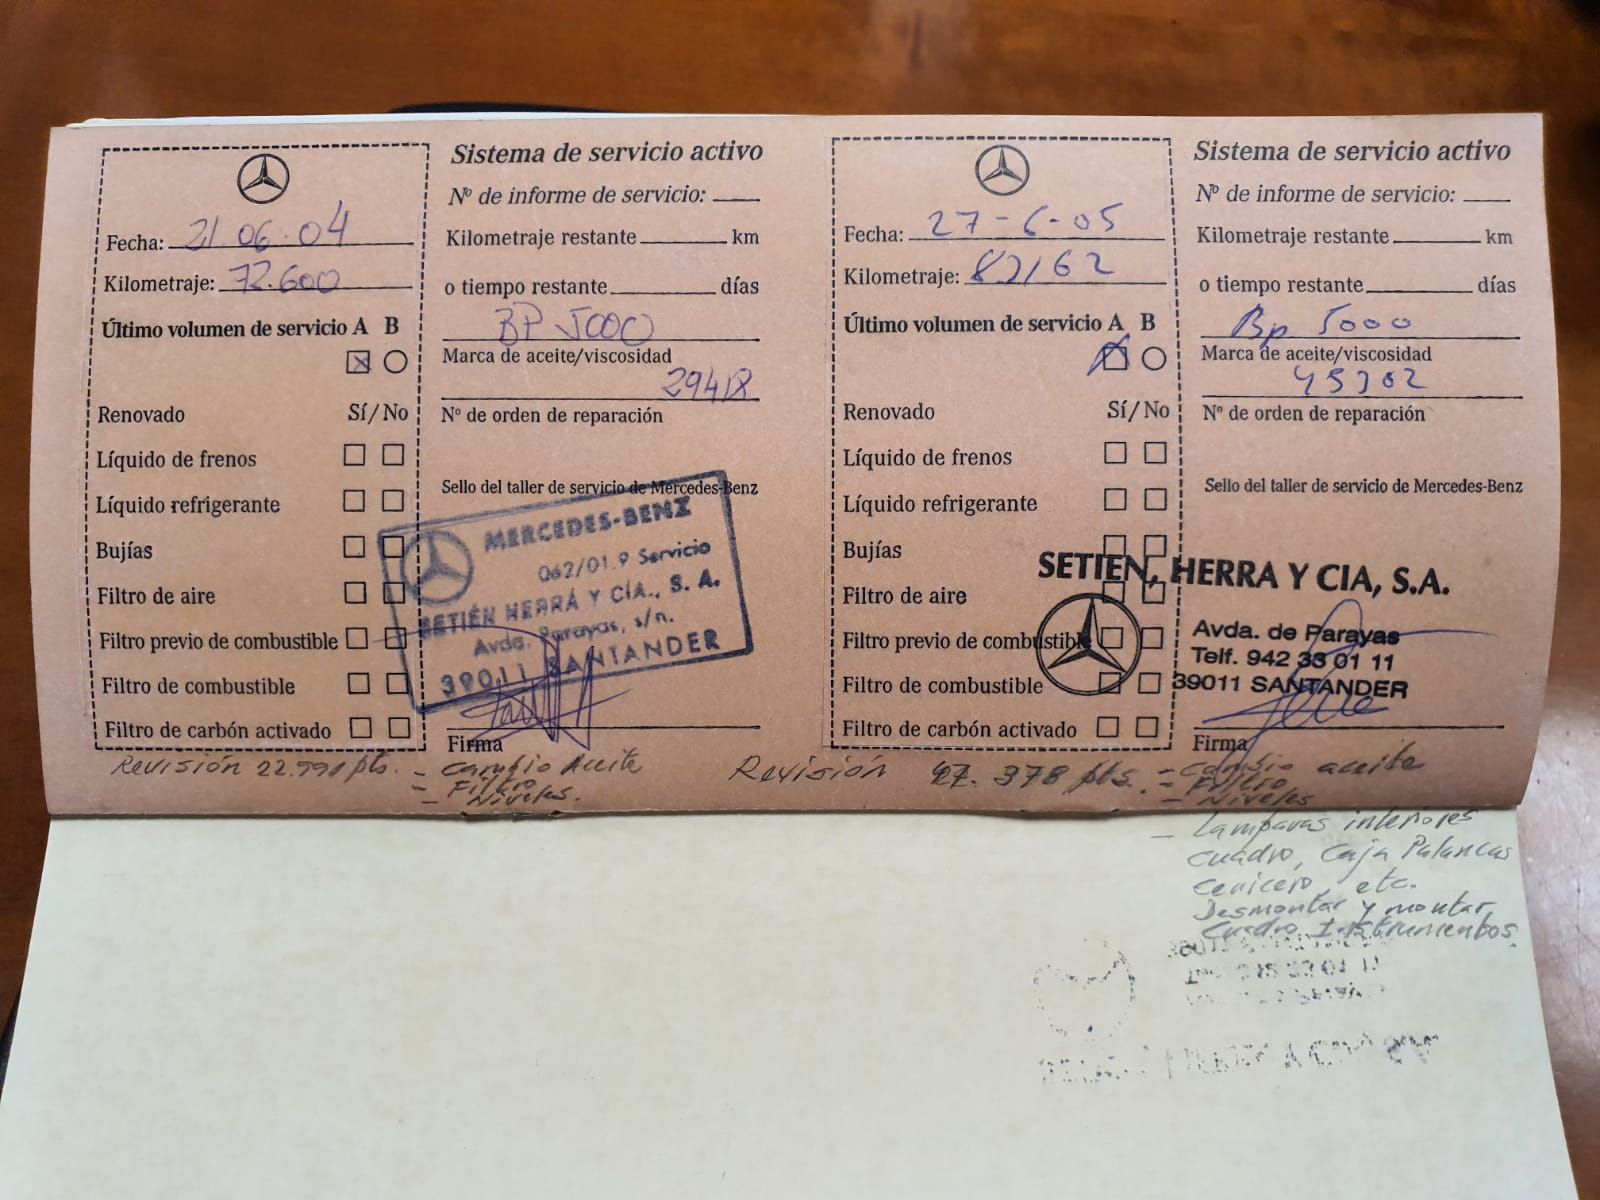 Fecha: 21 06-04
Kilometraje: 72.600
Último volumen de servicio A B
Renovado Sí/No
Líquido de frenos
Líquido refrigerante
Bujías
Filtro de aire
Filtro previo de combustible
Filtro de combustible
Filtro de carbón activado
Sistema de servicio activo
Nº de informe de servicio:
Kilometraje restante km
o tiempo restante días
BP 5000
Marca de aceite/viscosidad
29418
Nº de orden de reparación
Sello del taller de servicio de Mercedes-Benz
MERCEDES-BENZ
062/01.9 Servicio
SETIÉN HERRÁ Y CÍA., S. A.
Avda. Parayas, s/n.
39011 SANTANDER
Firma
Revisión 22.991 pts. - Cambio Aceite
- Filtro
- Niveles.
Fecha: 27-6-05
Kilometraje: 82162
Último volumen de servicio A B
Renovado Sí/No
Líquido de frenos
Líquido refrigerante
Bujías
Filtro de aire
Filtro previo de combustible
Filtro de combustible
Filtro de carbón activado
Sistema de servicio activo
Nº de informe de servicio:
Kilometraje restante km
o tiempo restante días
Bp 5000
Marca de aceite/viscosidad
45302
Nº de orden de reparación
Sello del taller de servicio de Mercedes-Benz
SETIEN, HERRA Y CIA, S.A.
Avda. de Parayas
Telf. 942 33 01 11
39011 SANTANDER
Firma
Revisión 47.378 pts. - Cambio aceite
- Filtro
- Niveles
- Lamparas interiores
cuadro, Caja Palancas
cenicero, etc.
Desmontar y montar
Cuadro Instrumentos.